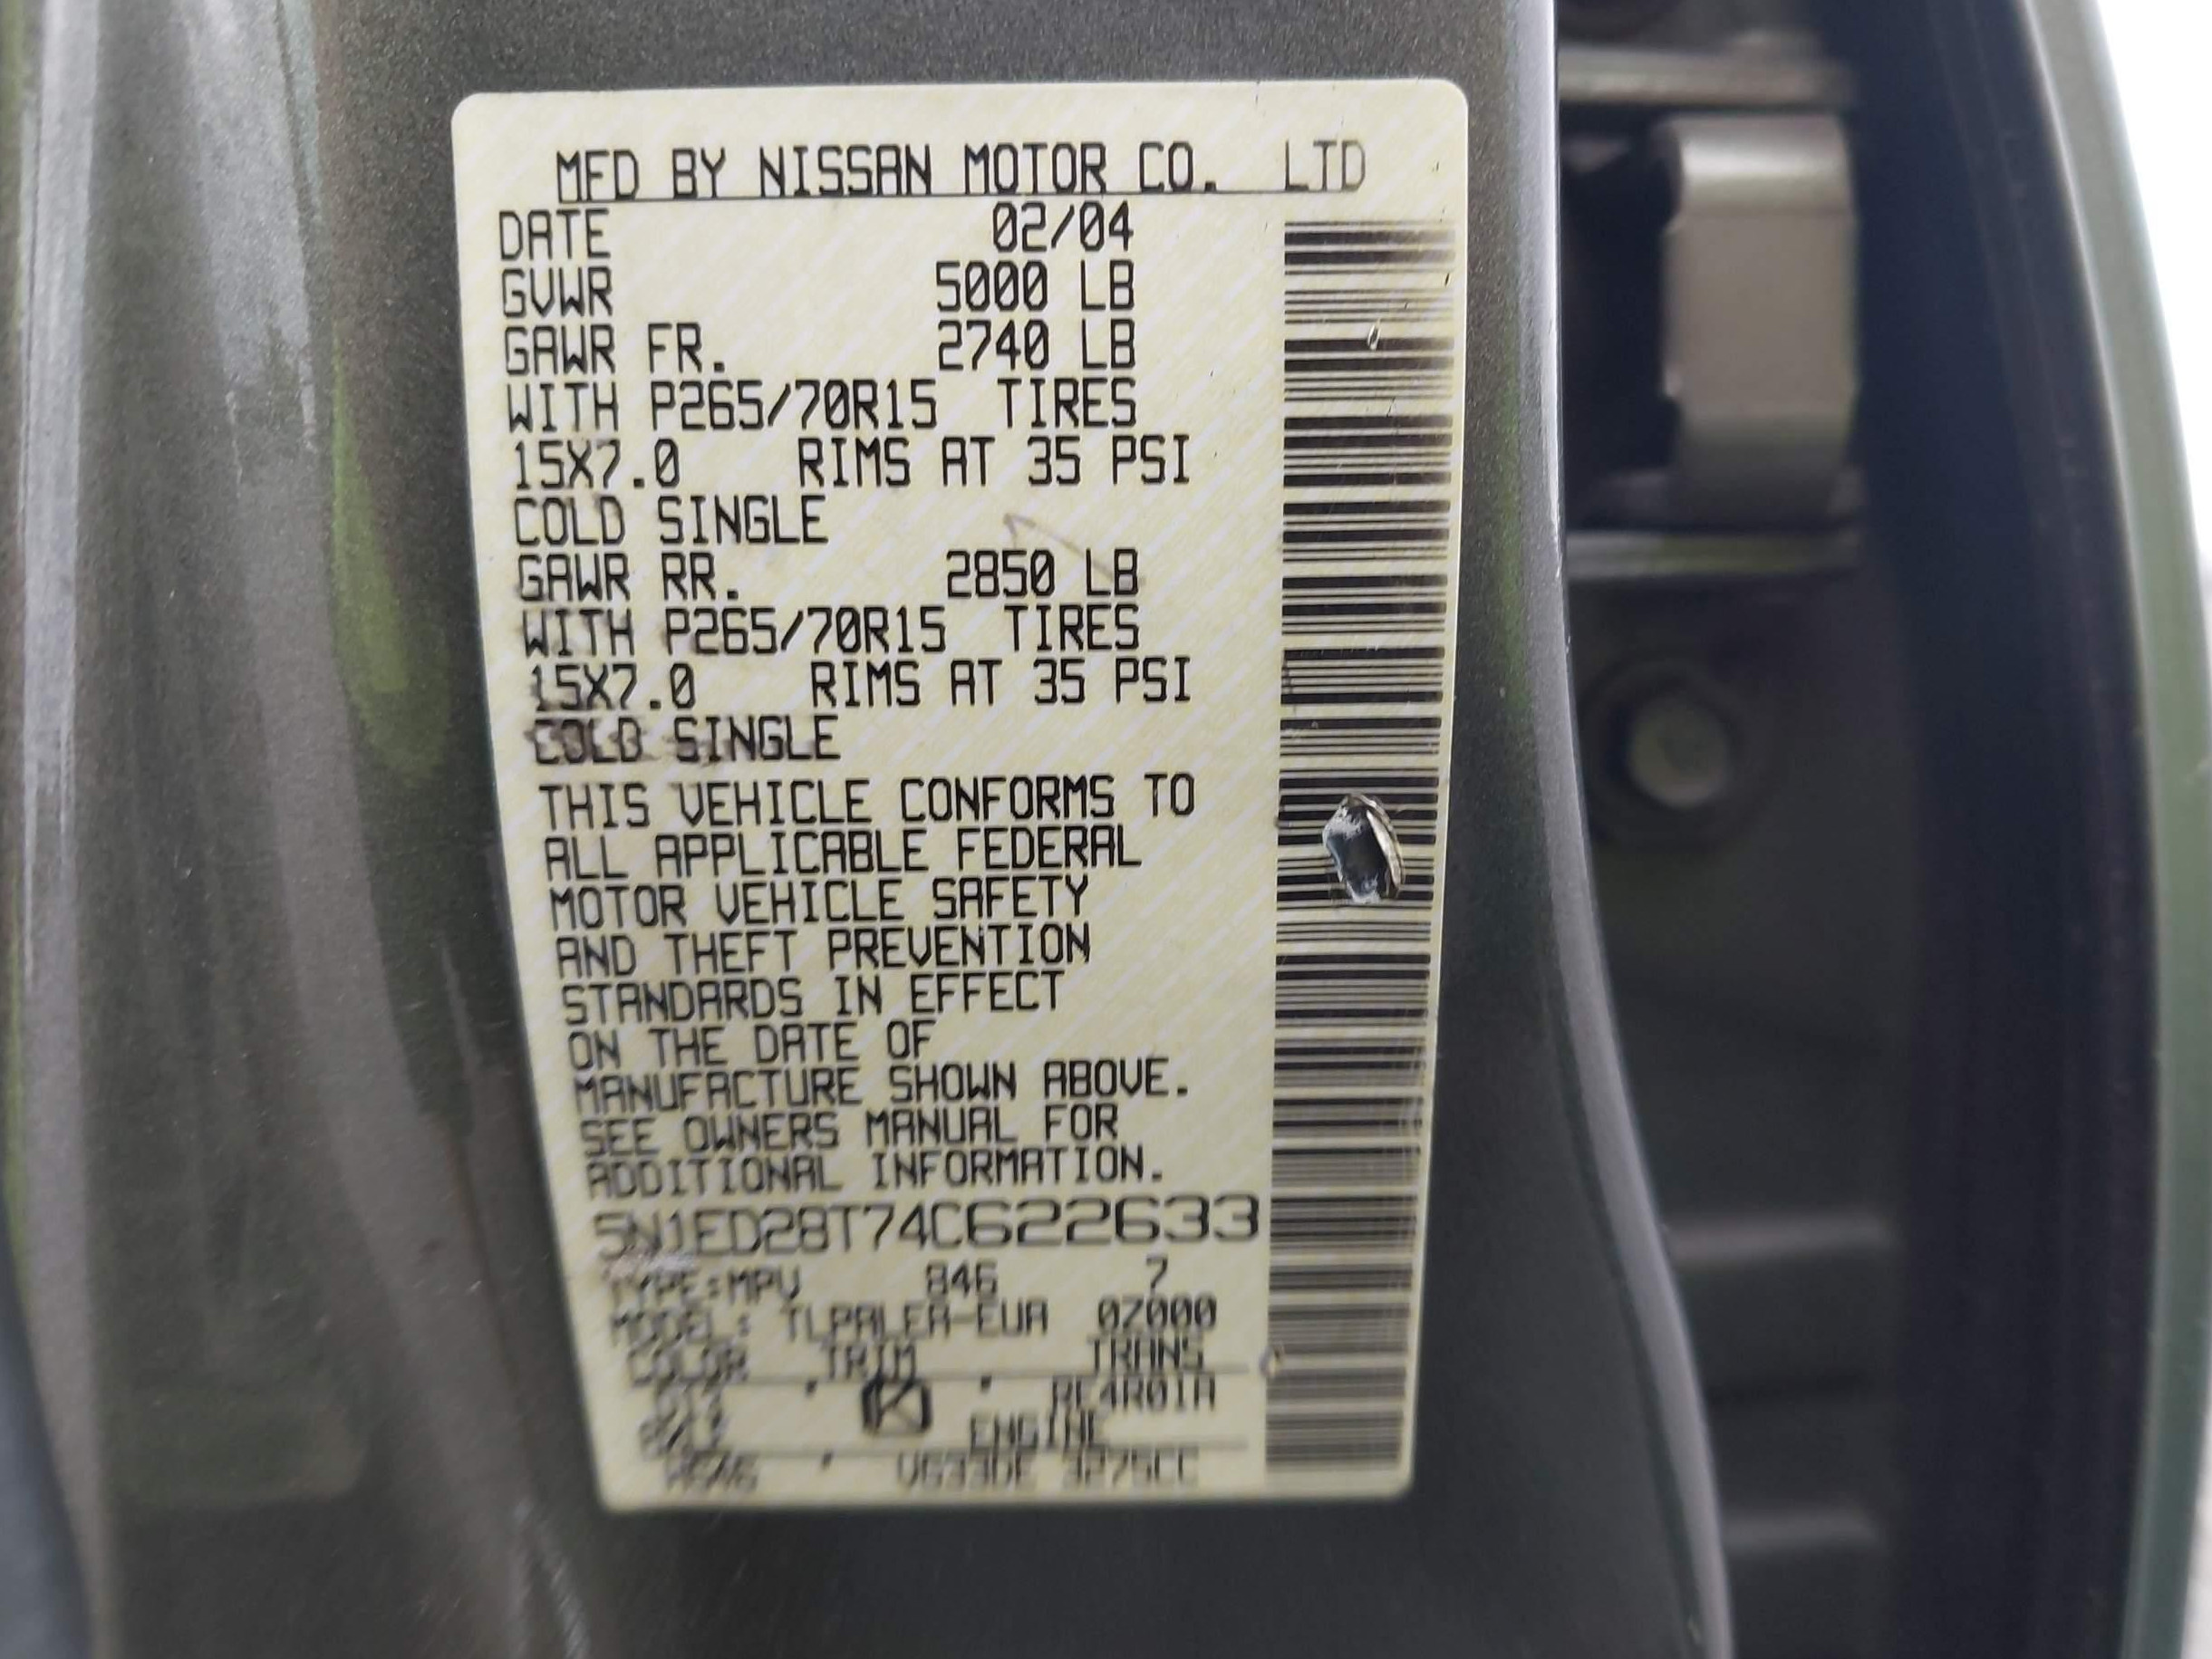 MFD BY NISSAN MOTOR CO. LTD
DATE 02/04
GVWR 5000 LB
GAWR FR. 2740 LB
WITH P265/70R15 TIRES
15X7.0 RIMS AT 35 PSI
COLD SINGLE
GAWR RR. 2850 LB
WITH P265/70R15 TIRES
15X7.0 RIMS AT 35 PSI
COLD SINGLE
THIS VEHICLE CONFORMS TO
ALL APPLICABLE FEDERAL
MOTOR VEHICLE SAFETY
AND THEFT PREVENTION
STANDARDS IN EFFECT
ON THE DATE OF
MANUFACTURE SHOWN ABOVE.
SEE OWNERS MANUAL FOR
ADDITIONAL INFORMATION.
5N1ED28T74C622633
TYPE:MPV 846 7
MODEL: TLPALEA-EUA 0Z000
COLOR TRIM TRANS
K RE4R01A
ENGINE
VG33DE 3275CC